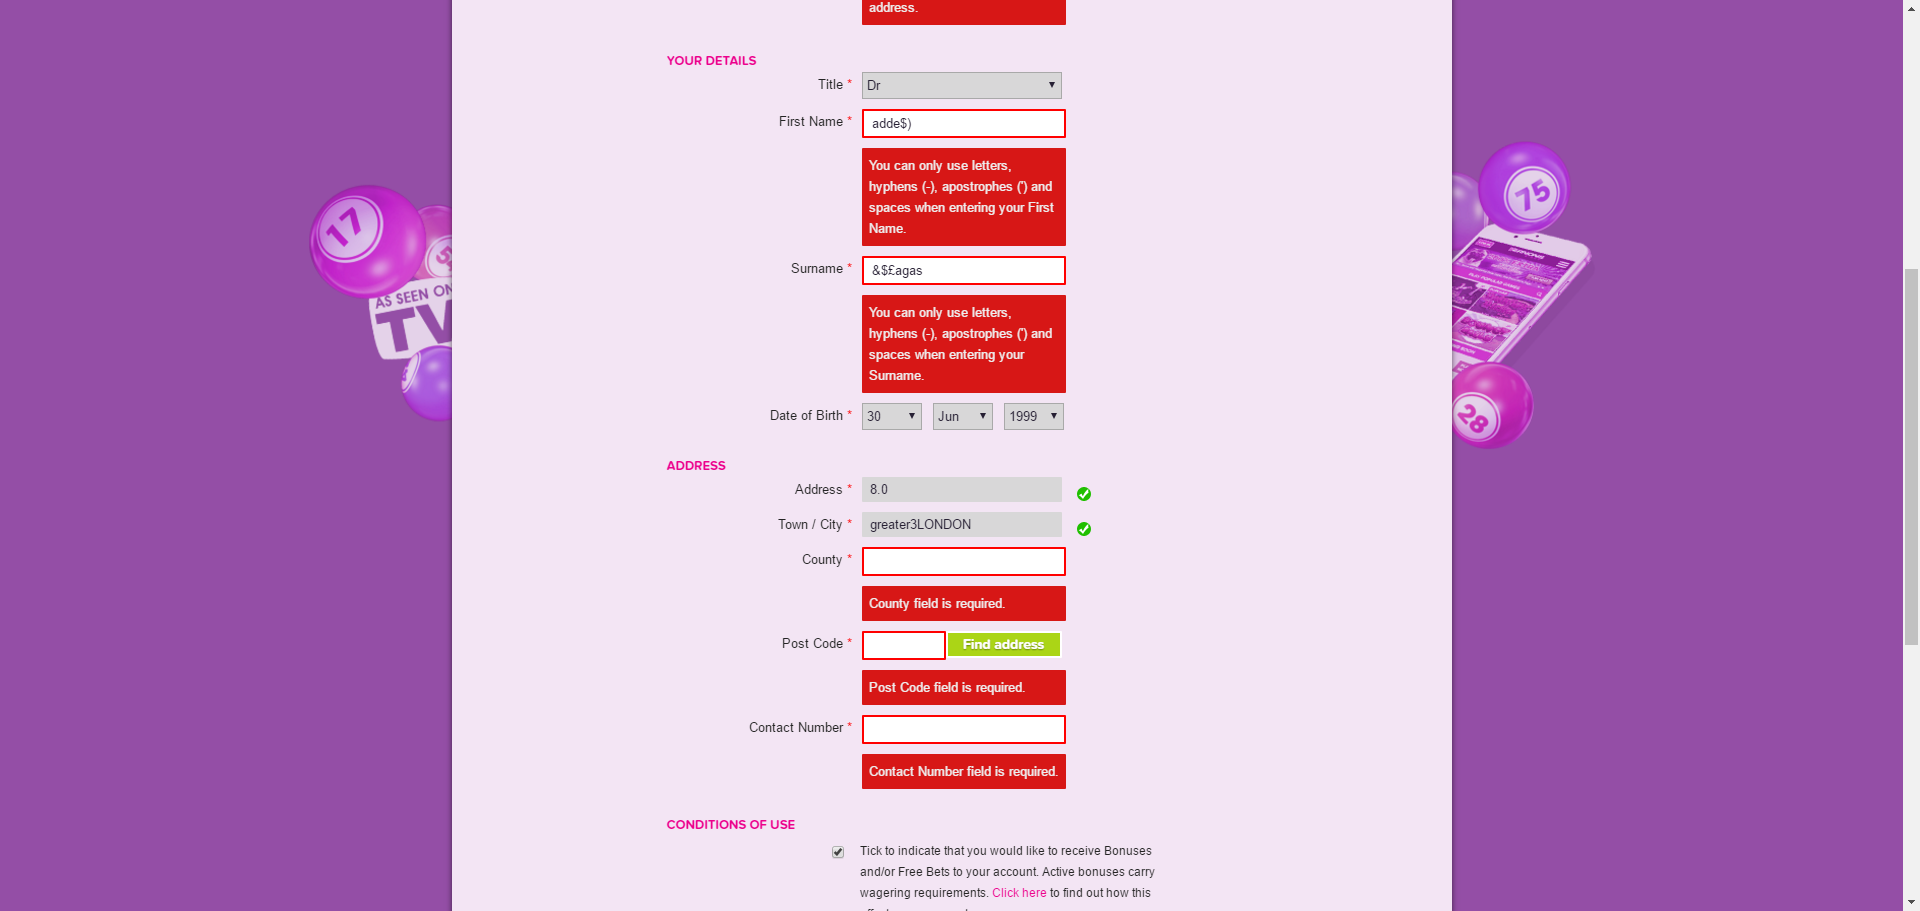 address.
YOUR DETAILS
Title * Dr
First Name * adde$)
You can only use letters,
hyphens (-), apostrophes (') and
spaces when entering your First
Name.
Surname * &$£agas
You can only use letters,
hyphens (-), apostrophes (') and
spaces when entering your
Surname.
Date of Birth * 30 Jun 1999
ADDRESS
Address * 8.0
Town / City * greater3LONDON
County *
County field is required.
Post Code * Find address
Post Code field is required.
Contact Number *
Contact Number field is required.
CONDITIONS OF USE
Tick to indicate that you would like to receive Bonuses
and/or Free Bets to your account. Active bonuses carry
wagering requirements. Click here to find out how this
17
AS SEEN ON
TV
75
28